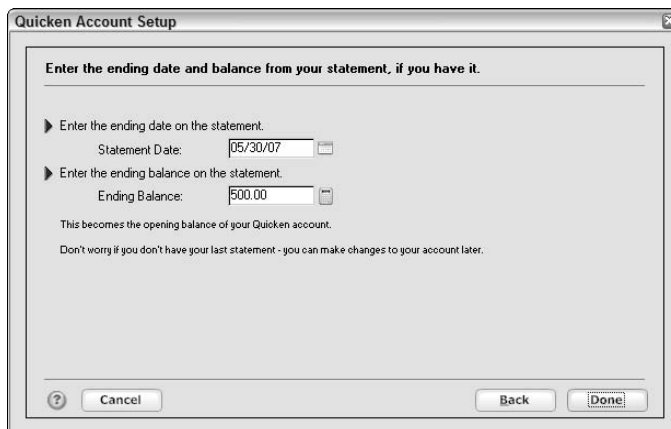 Quicken Account Setup
Enter the ending date and balance from your statement, if you have it.
Enter the ending date on the statement.
Statement Date: 05/30/07
Enter the ending balance on the statement.
Ending Balance: 500.00
This becomes the opening balance of your Quicken account.
Don't worry if you don't have your last statement - you can make changes to your account later.
? Cancel Back Done